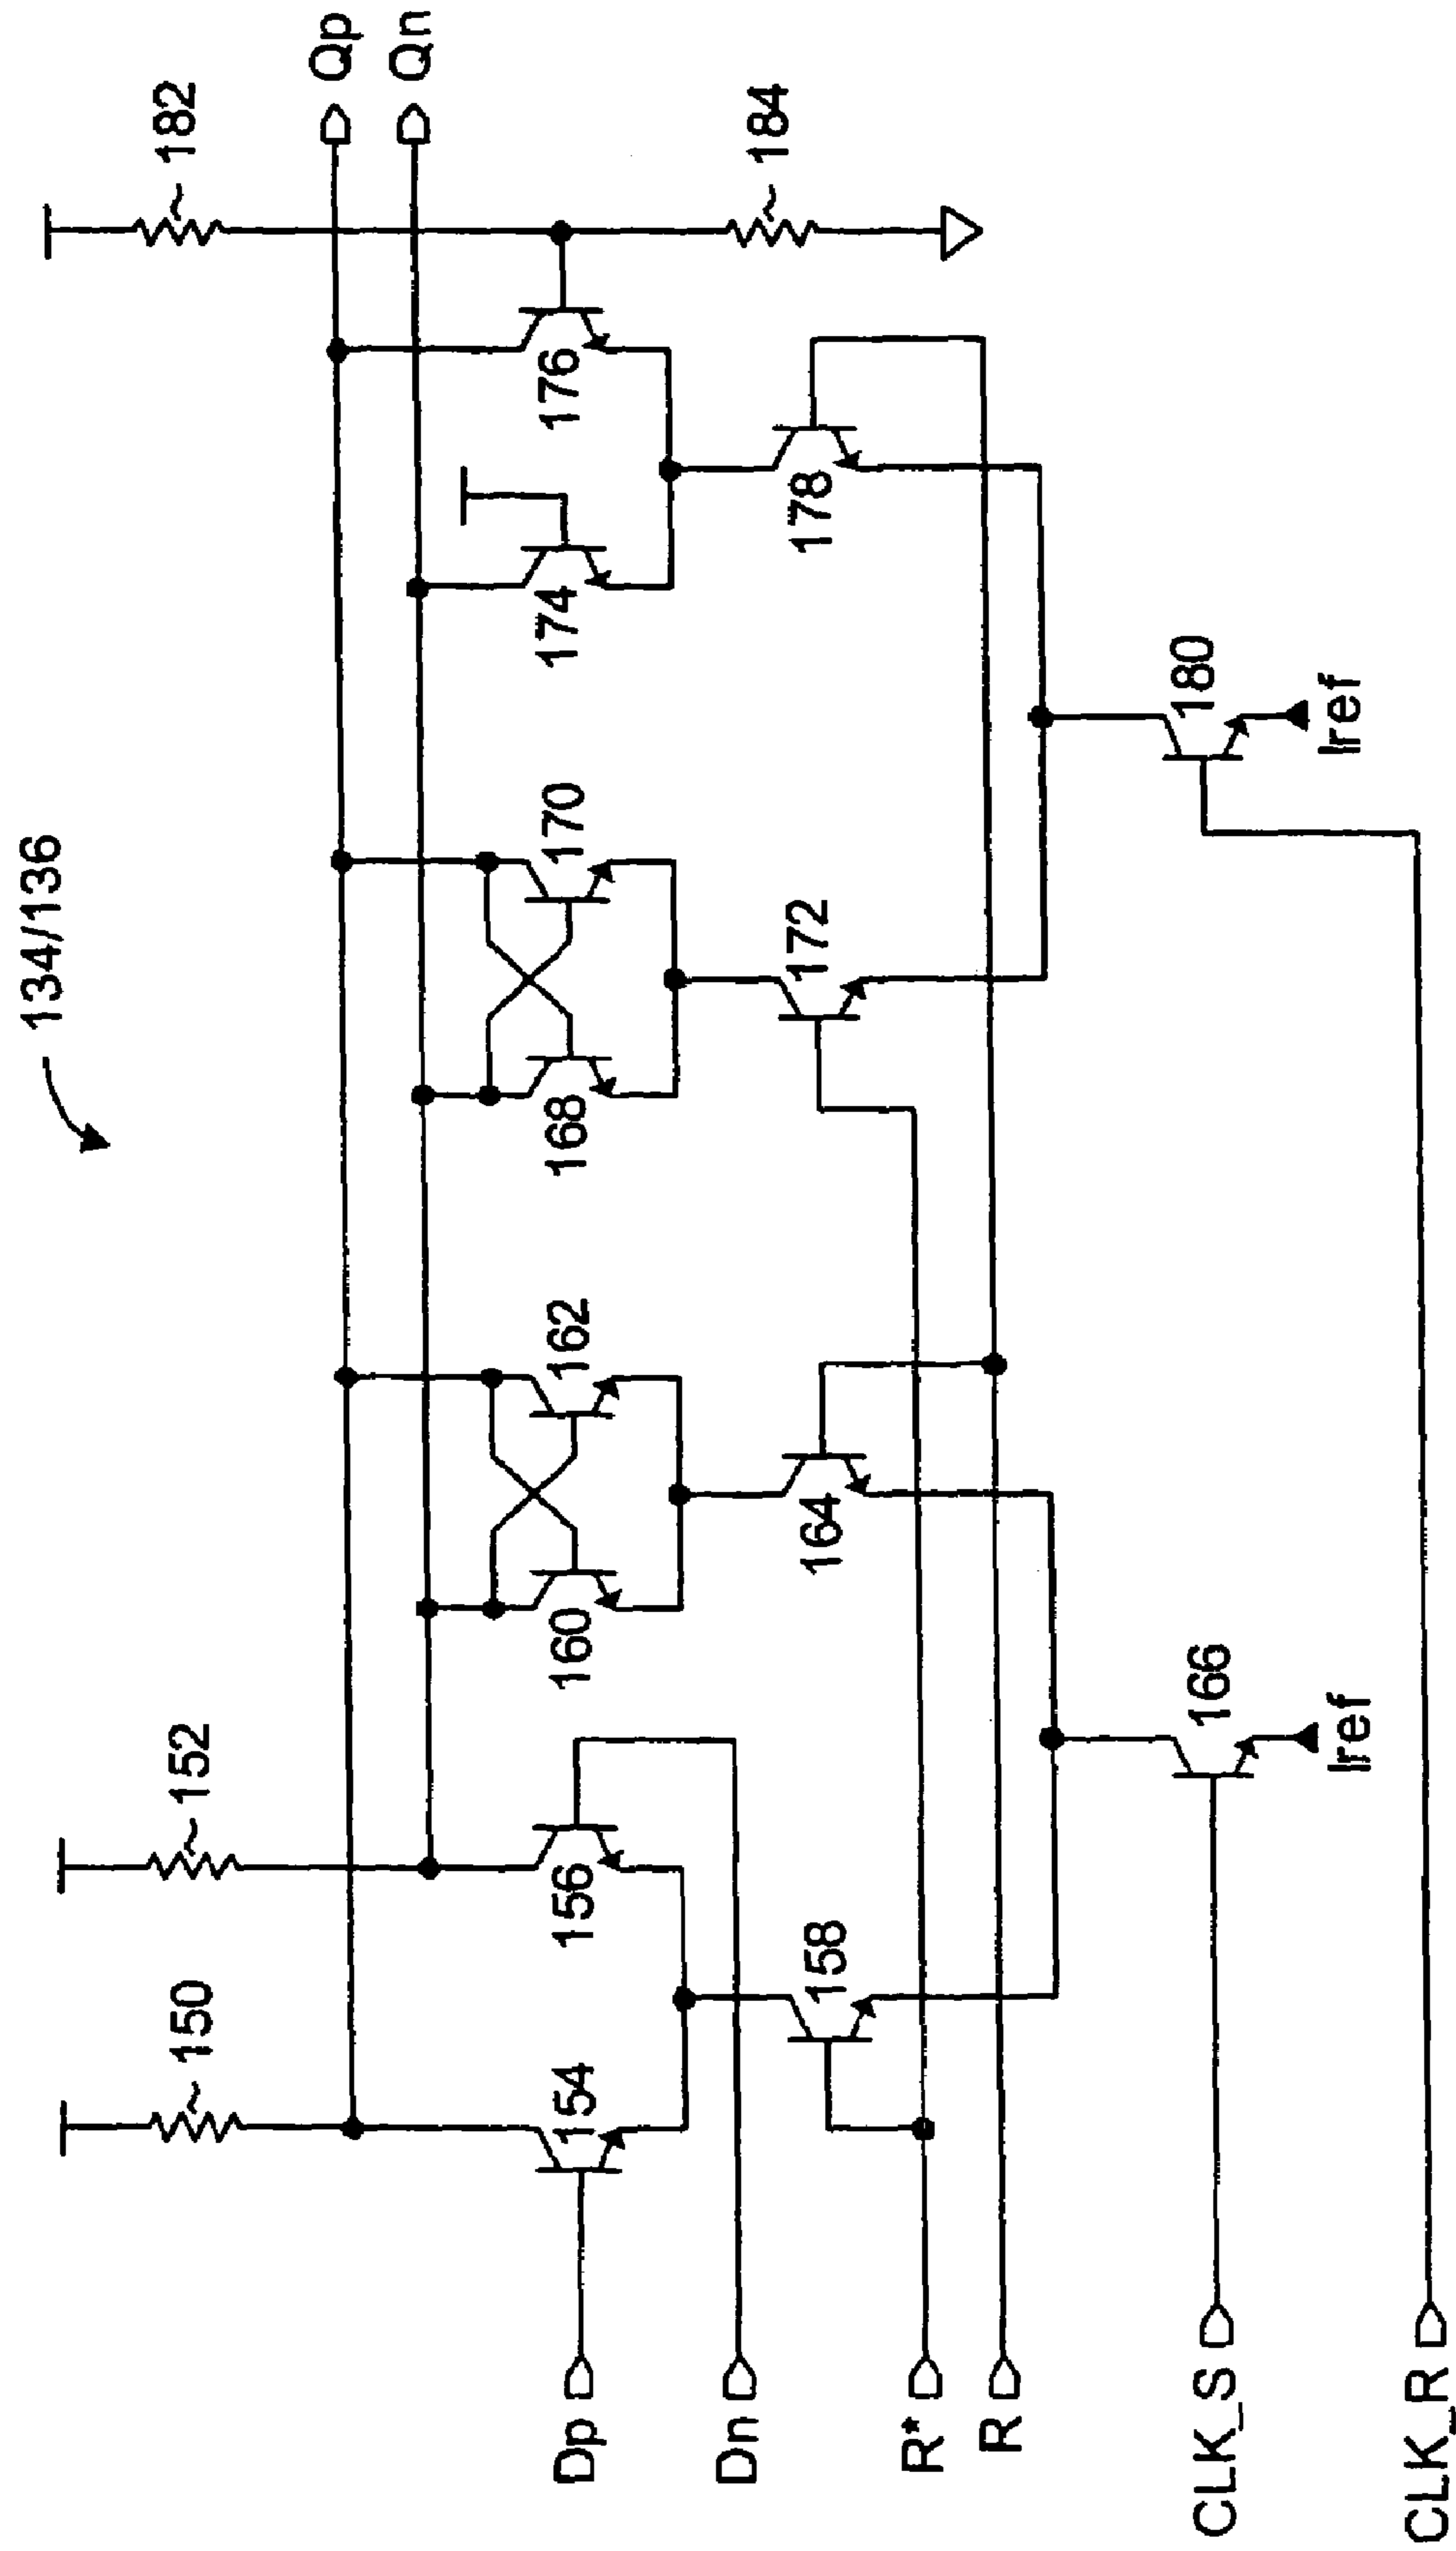 134/136
150
152
182
Qp
Qn
154
156
160
162
168
170
174
176
184
158
164
172
178
Dp
Dn
R*
R
166
180
Iref
Iref
CLK_S
CLK_R